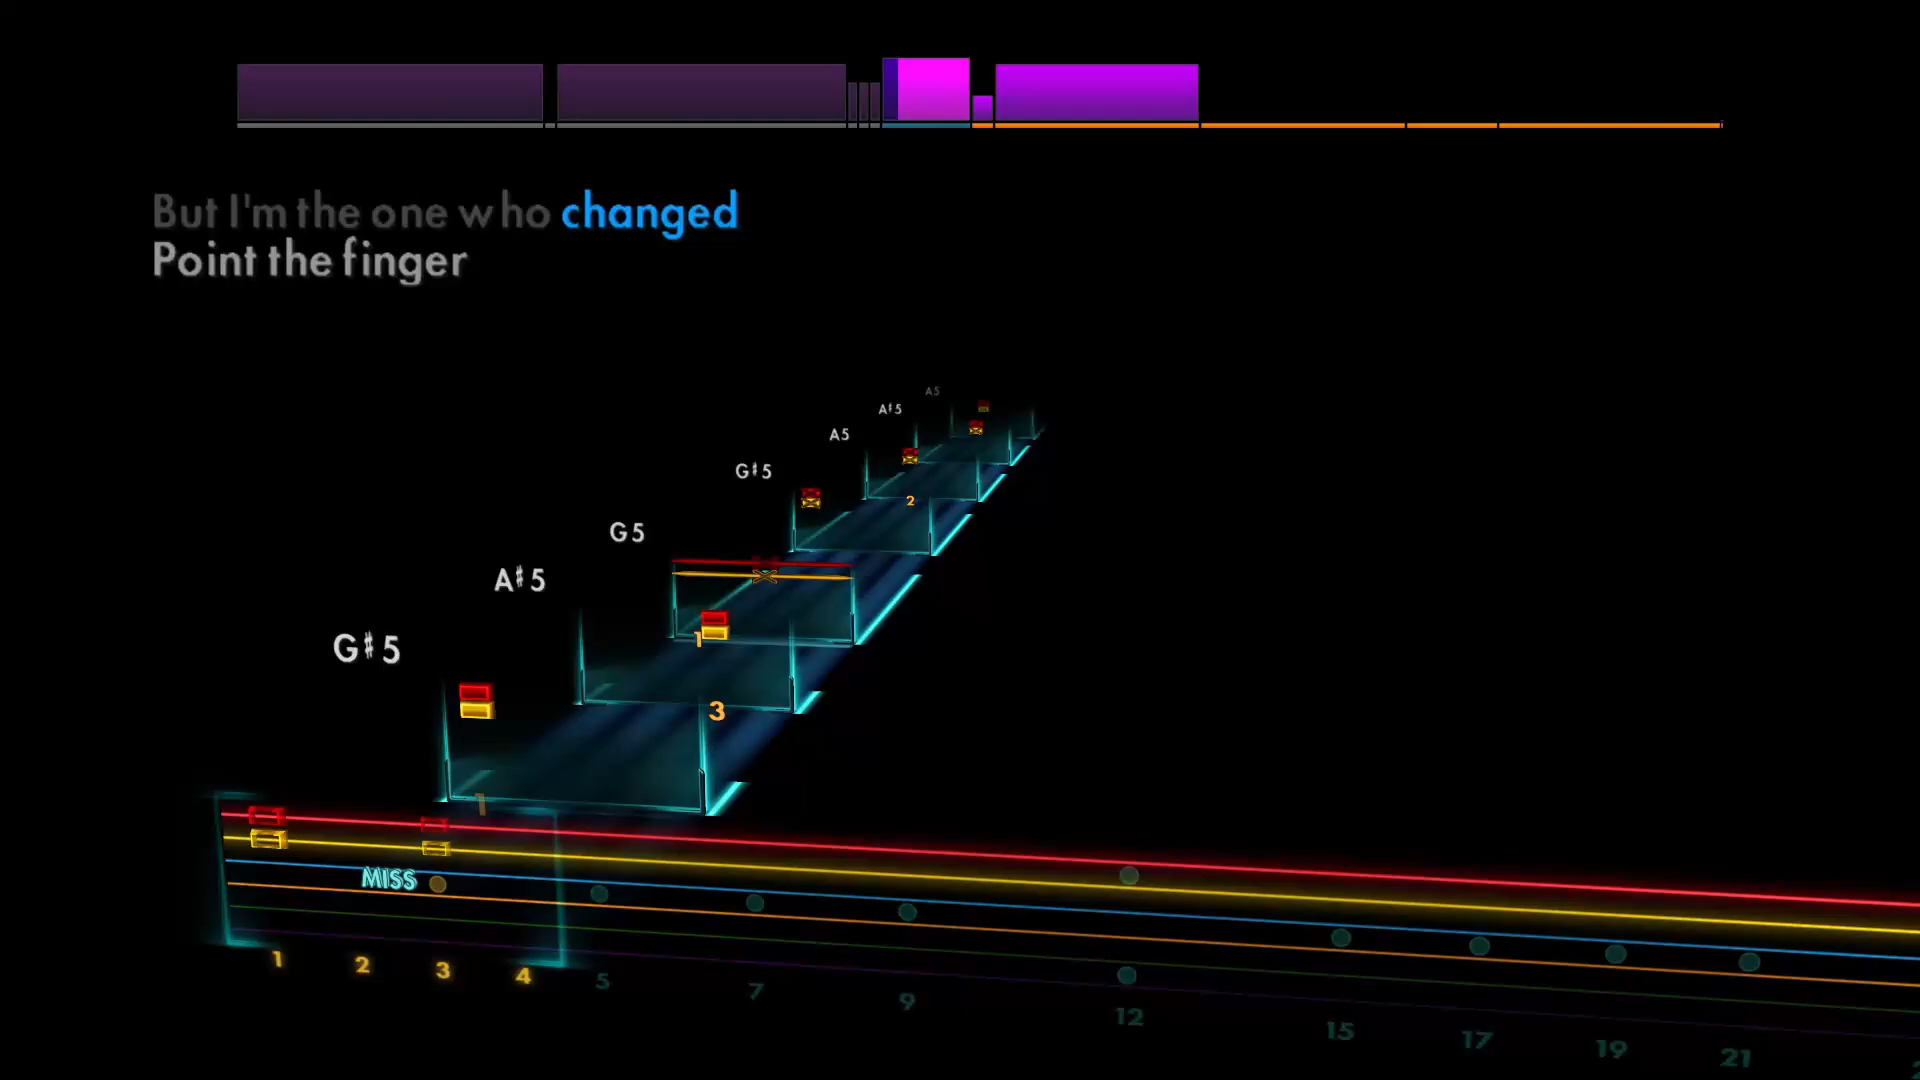 But I'm the one who changed
Point the finger
A5
A♯5
A5
G♯5
G5
A♯5
G♯5
2
1
3
1
MISS
1 2 3 4 5 7 9 12 15 17 19 21